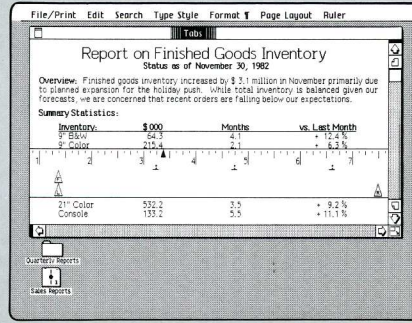 File/Print Edit Search Type Style Format ¶ Page Layout Ruler
Tabs
Report on Finished Goods Inventory
Status as of November 30, 1982
Overview: Finished goods inventory increased by $ 3.1 million in November primarily due
to planned expansion for the holiday push. While total inventory is balanced given our
forecasts, we are concerned that recent orders are falling below our expectations.
Summary Statistics:
Inventory: $000 Months vs. Last Month
9" B&W 64.3 4.1 + 12.4 %
9" Color 215.4 2.1 + 6.3 %
1 2 3 4 5 6 7
21" Color 532.2 3.5 + 9.2 %
Console 133.2 5.5 + 11.1 %
Quarterly Reports
Sales Reports